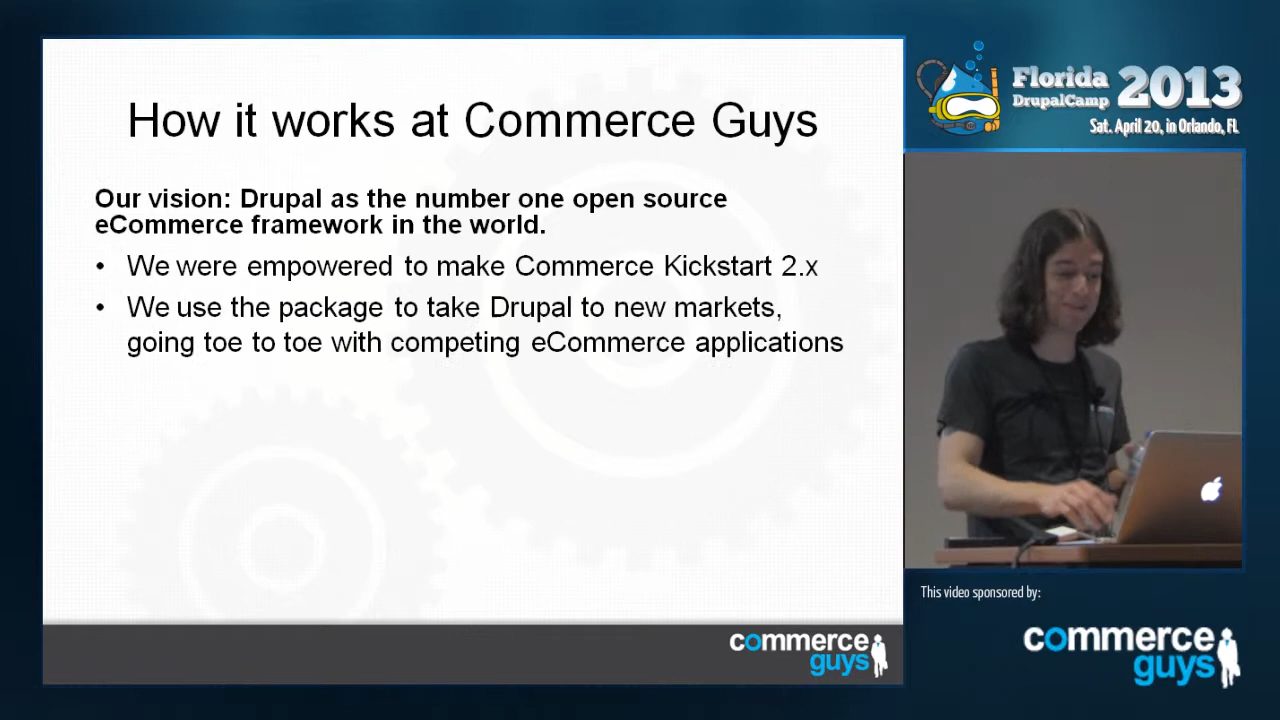 How it works at Commerce Guys
Our vision: Drupal as the number one open source
eCommerce framework in the world.
• We were empowered to make Commerce Kickstart 2.x
• We use the package to take Drupal to new markets,
going toe to toe with competing eCommerce applications
commerce
guys
Florida
DrupalCamp
2013
Sat. April 20, in Orlando, FL
This video sponsored by:
commerce
guys